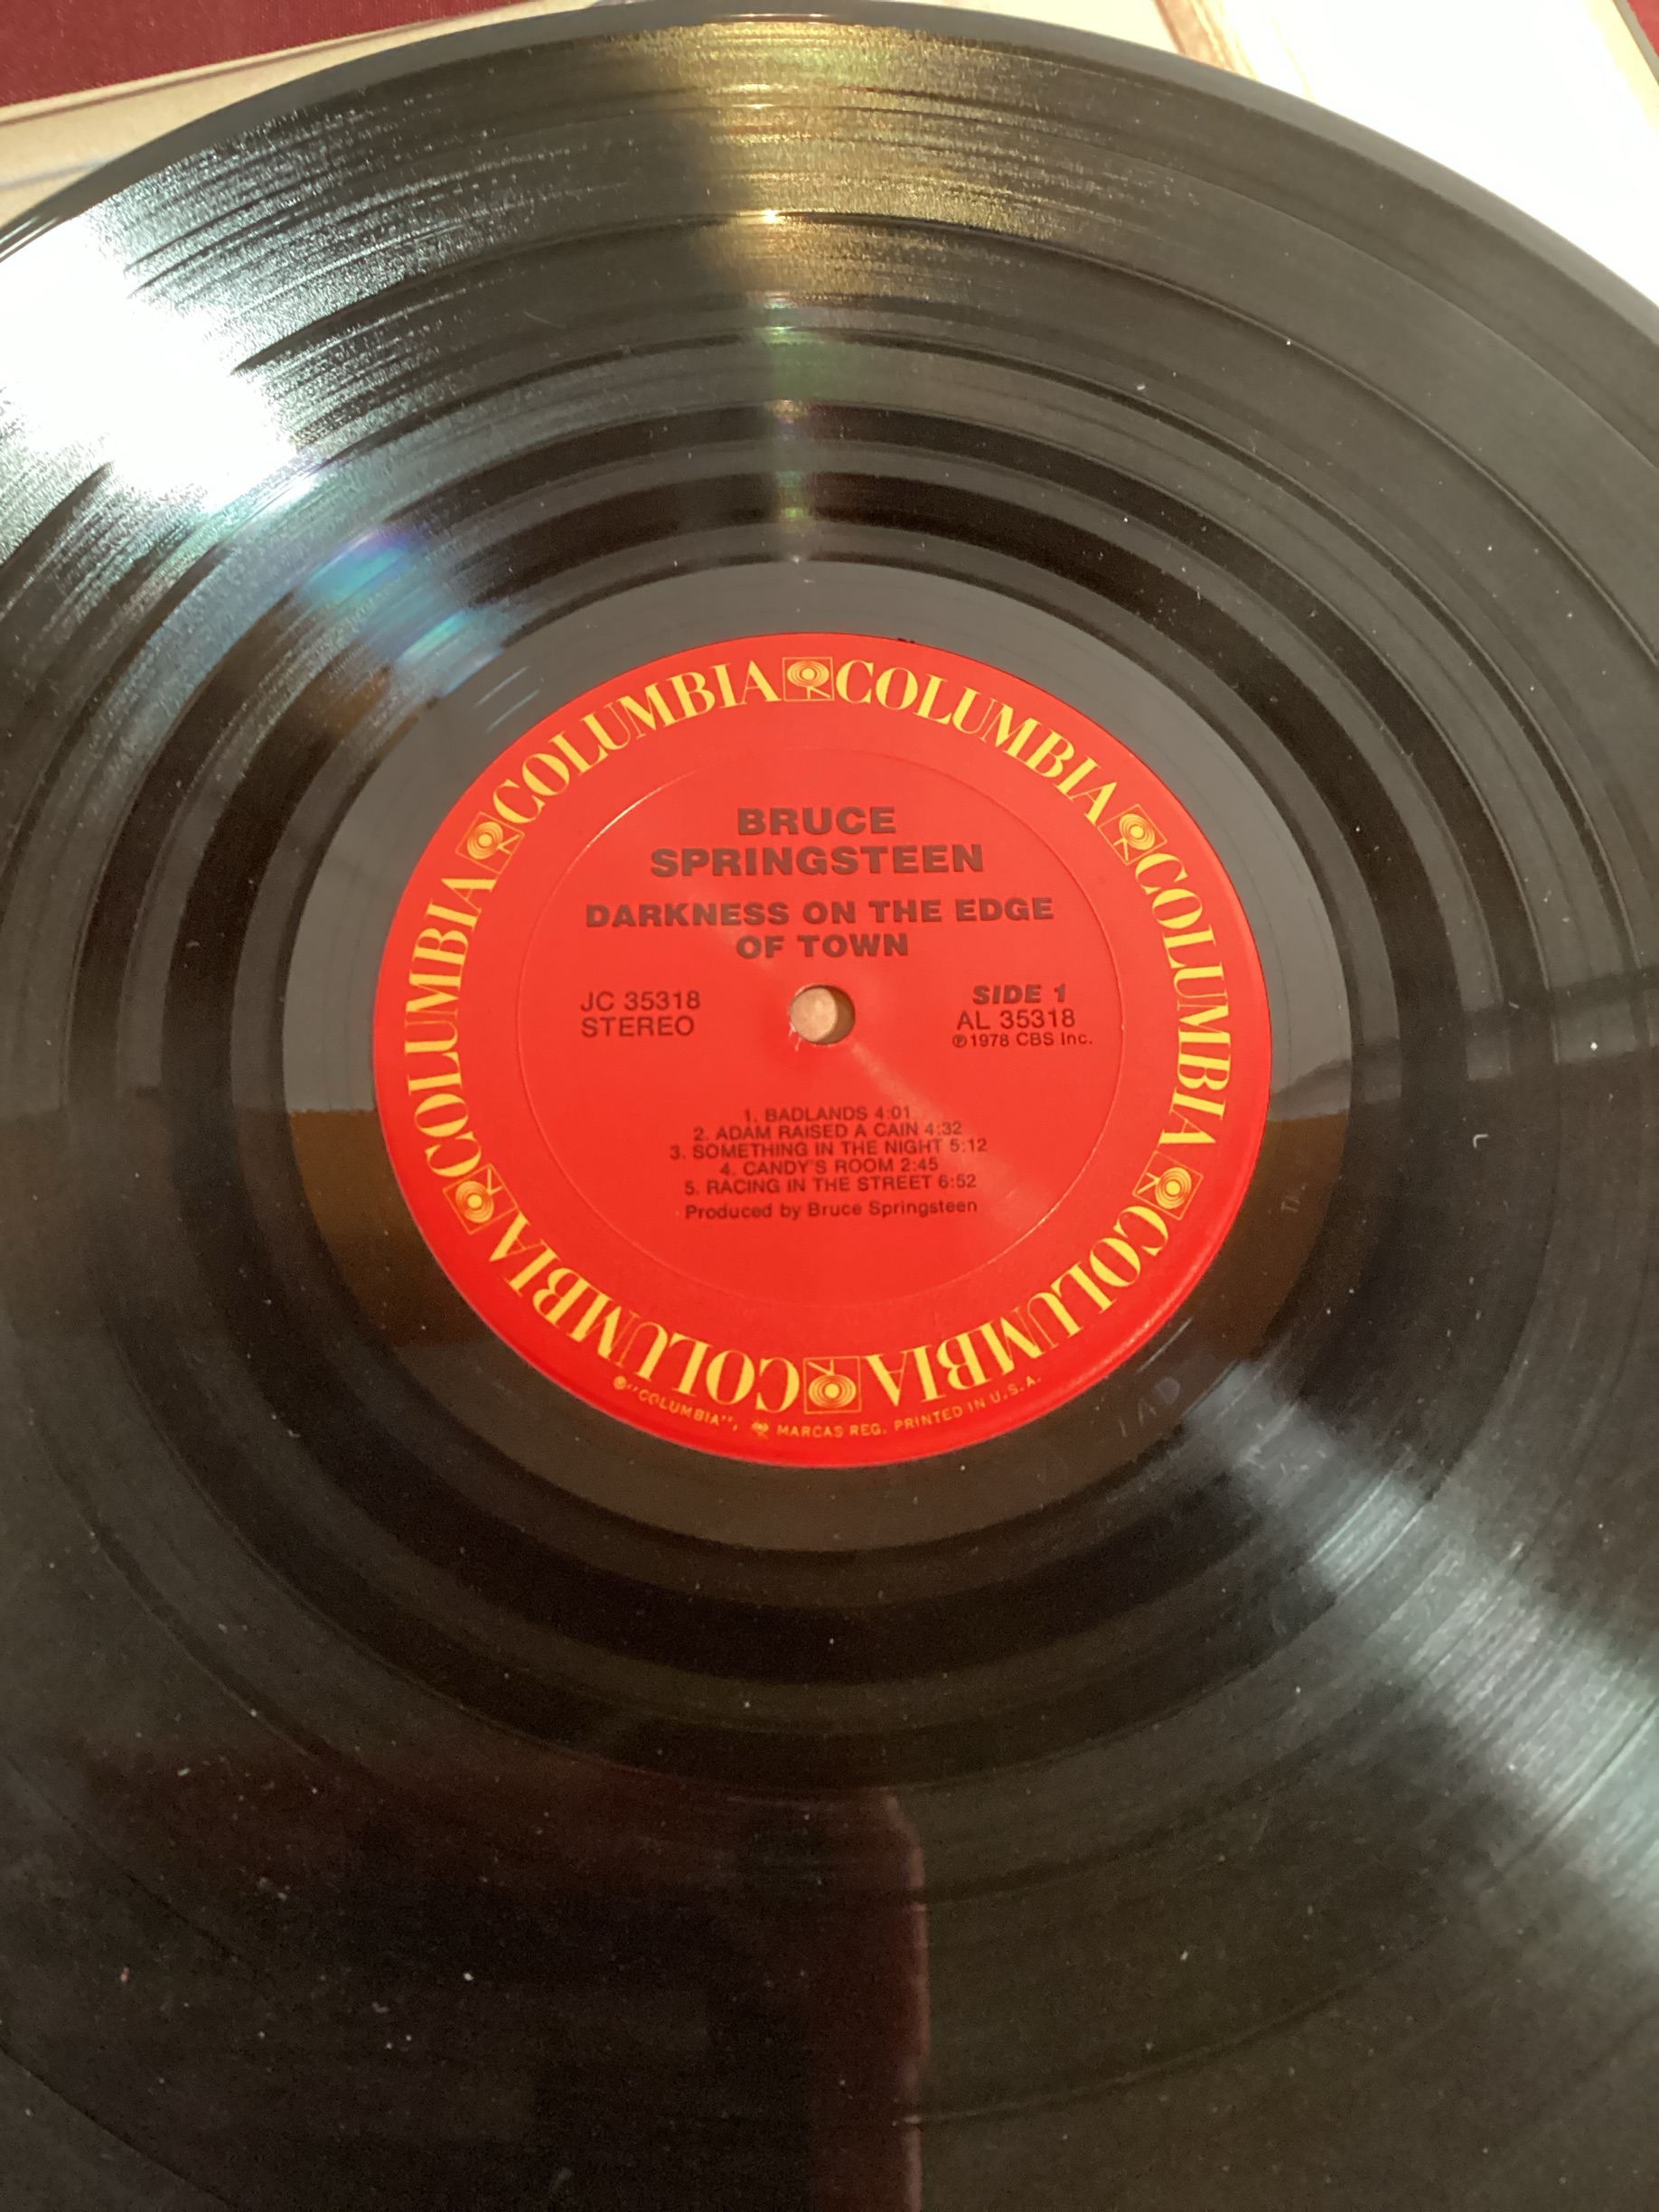 COLUMBIA COLUMBIA COLUMBIA COLUMBIA COLUMBIA COLUMBIA
BRUCE
SPRINGSTEEN
DARKNESS ON THE EDGE
OF TOWN
JC 35318
STEREO
SIDE 1
AL 35318
℗1978 CBS Inc.
1. BADLANDS 4:01
2. ADAM RAISED A CAIN 4:32
3. SOMETHING IN THE NIGHT 5:12
4. CANDY'S ROOM 2:45
5. RACING IN THE STREET 6:52
Produced by Bruce Springsteen
®"COLUMBIA", MARCAS REG. PRINTED IN U.S.A.